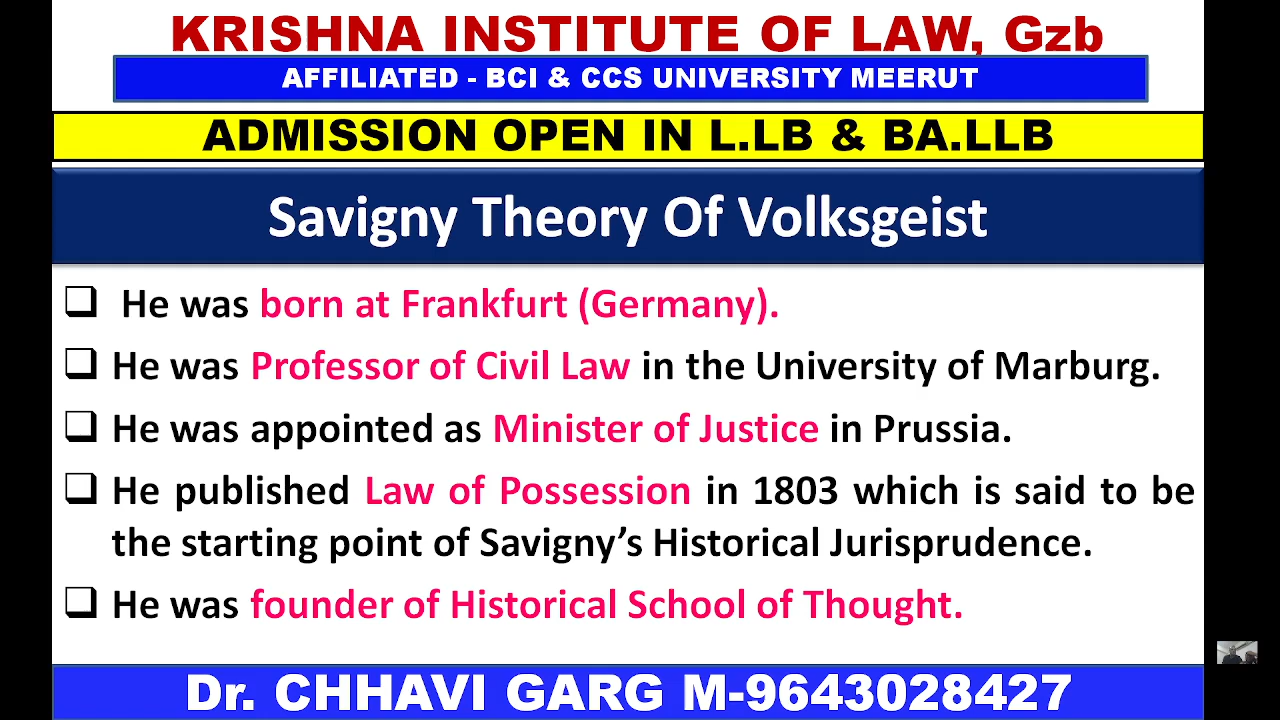 KRISHNA INSTITUTE OF LAW, Gzb
AFFILIATED - BCI & CCS UNIVERSITY MEERUT
ADMISSION OPEN IN L.LB & BA.LLB
Savigny Theory Of Volksgeist
He was born at Frankfurt (Germany).
He was Professor of Civil Law in the University of Marburg.
He was appointed as Minister of Justice in Prussia.
He published Law of Possession in 1803 which is said to be
the starting point of Savigny’s Historical Jurisprudence.
He was founder of Historical School of Thought.
Dr. CHHAVI GARG M-9643028427